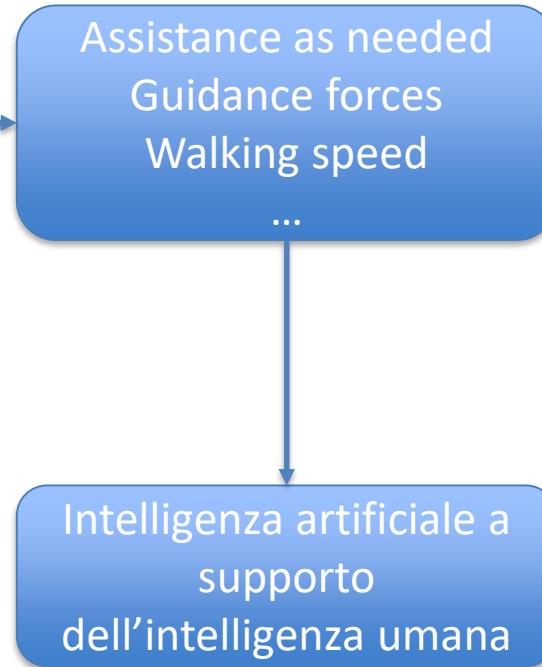 Assistance as needed
Guidance forces
Walking speed
…
Intelligenza artificiale a
supporto
dell’intelligenza umana